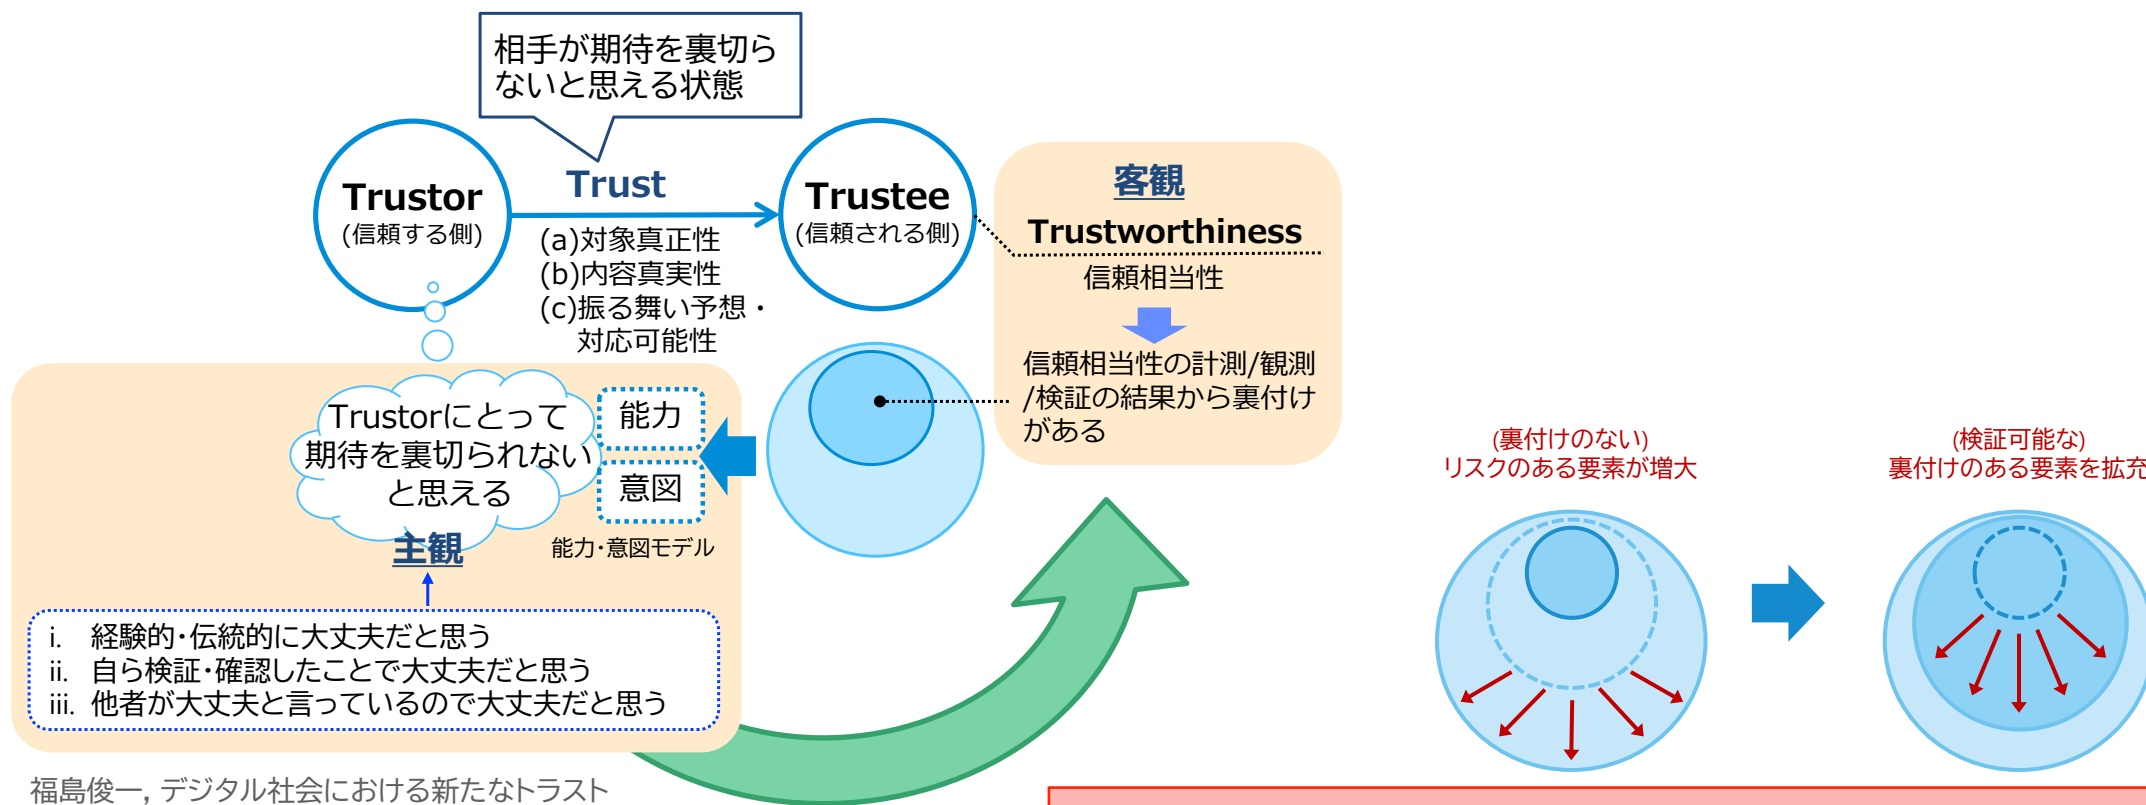 相手が期待を裏切ら
ないと思える状態
Trustor
(信頼する側)
Trust
(a)対象真正性
(b)内容真実性
(c)振る舞い予想・
対応可能性
Trustee
(信頼される側)
客観
Trustworthiness
信頼相当性
信頼相当性の計測/観測
/検証の結果から裏付け
がある
Trustorにとって
期待を裏切られない
と思える
主観
能力
意図
能力・意図モデル
i. 経験的・伝統的に大丈夫だと思う
ii. 自ら検証・確認したことで大丈夫だと思う
iii. 他者が大丈夫と言っているので大丈夫だと思う
福島俊一, デジタル社会における新たなトラスト
(裏付けのない)
リスクのある要素が増大
(検証可能な)
裏付けのある要素を拡充